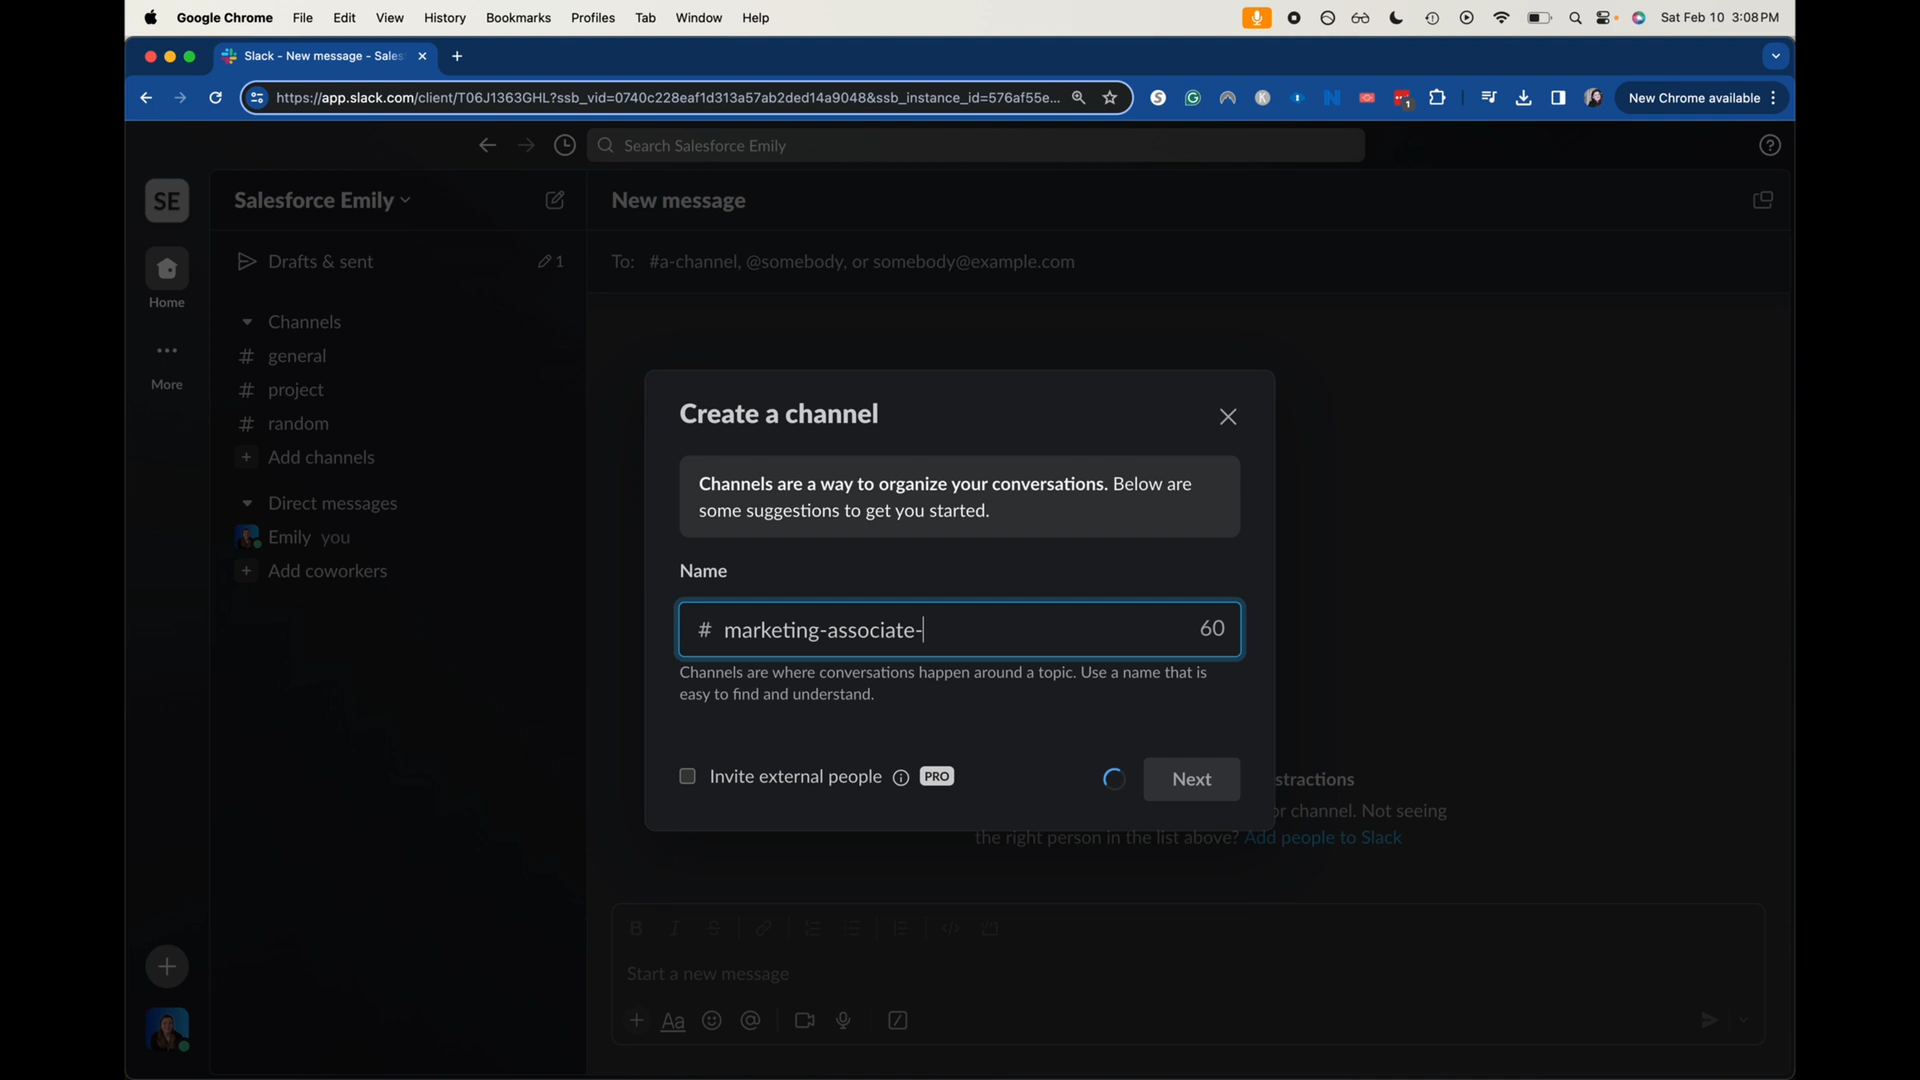 Google Chrome File Edit View History Bookmarks Profiles Tab Window Help Sat Feb 10 3:08 PM
Slack - New message - Sales
https://app.slack.com/client/T06J1363GHL?ssb_vid=0740c228eaf1d313a57ab2ded14a9048&ssb_instance_id=576af55e... New Chrome available
Search Salesforce Emily
SE
Salesforce Emily
New message
Drafts & sent 1
To: #a-channel, @somebody, or somebody@example.com
Home
Channels
# general
More
# project
# random
+ Add channels
Direct messages
Emily you
+ Add coworkers
Create a channel
Channels are a way to organize your conversations. Below are
some suggestions to get you started.
Name
# marketing-associate- 60
Channels are where conversations happen around a topic. Use a name that is
easy to find and understand.
Invite external people PRO
Next
stractions
or channel. Not seeing
the right person in the list above? Add people to Slack
Start a new message
Aa